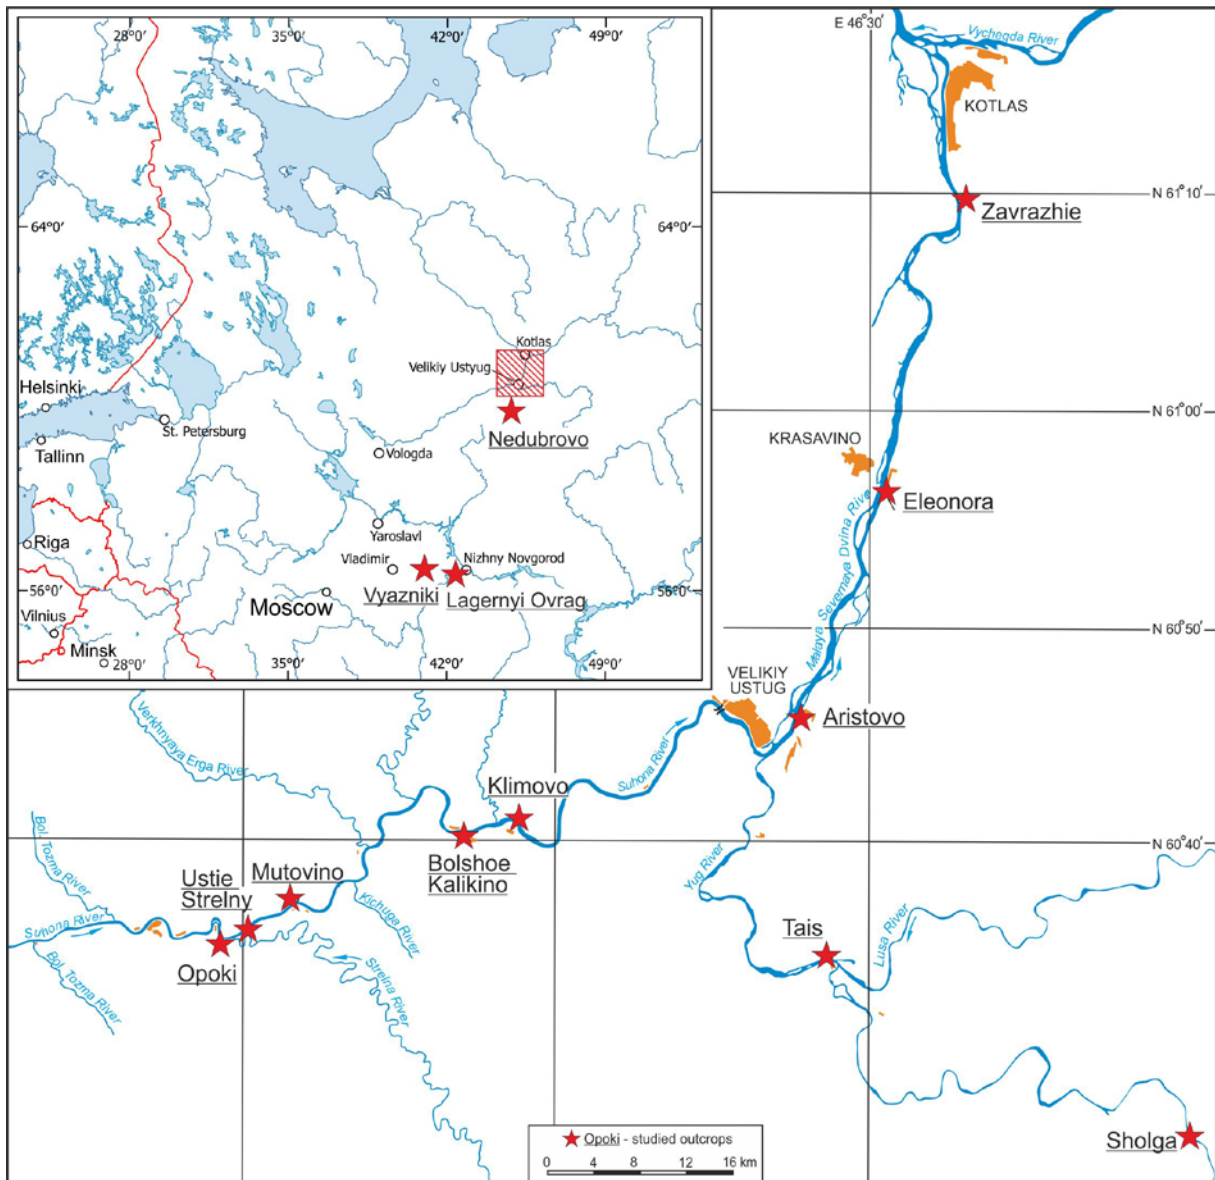 28°0'
35°0'
42°0'
49°0'
E 46°30'
Vychegda River
KOTLAS
N 61°10'
Zavrazhie
64°0'
64°0'
Kotlas
Velikiy Ustyug
Nedubrovo
Helsinki
St. Petersburg
Tallinn
Vologda
N 61°00'
KRASAVINO
Eleonora
Yaroslavl
Riga
Vladimir
Nizhny Novgorod
Vyazniki
Lagernyi Ovrag
56°0'
56°0'
Moscow
Vilnius
Minsk
28°0'
35°0'
42°0'
49°0'
Malaya Severnaya Dvina River
N 60°50'
VELIKIY
USTUG
Aristovo
Verkhnyaya Erga River
Suhona River
Klimovo
Bolshoe
Kalikino
N 60°40'
Bol. Tozma River
Ustie
Strelny
Mutovino
Kichuga River
Yug River
Suhona River
Opoki
Bol. Tozma River
Strelna River
Tais
Lusa River
Opoki - studied outcrops
0 4 8 12 16 km
Sholga